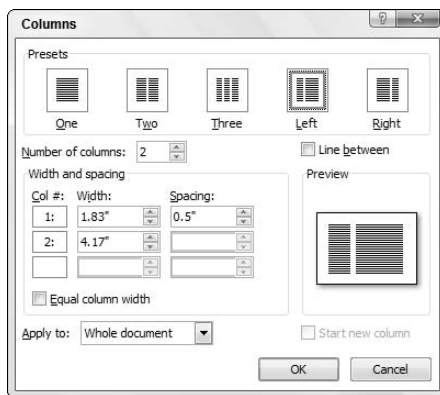 Columns
Presets
One Two Three Left Right
Number of columns: 2 Line between
Width and spacing Preview
Col #: Width: Spacing:
1: 1.83" 0.5"
2: 4.17"
Equal column width
Apply to: Whole document Start new column
OK Cancel